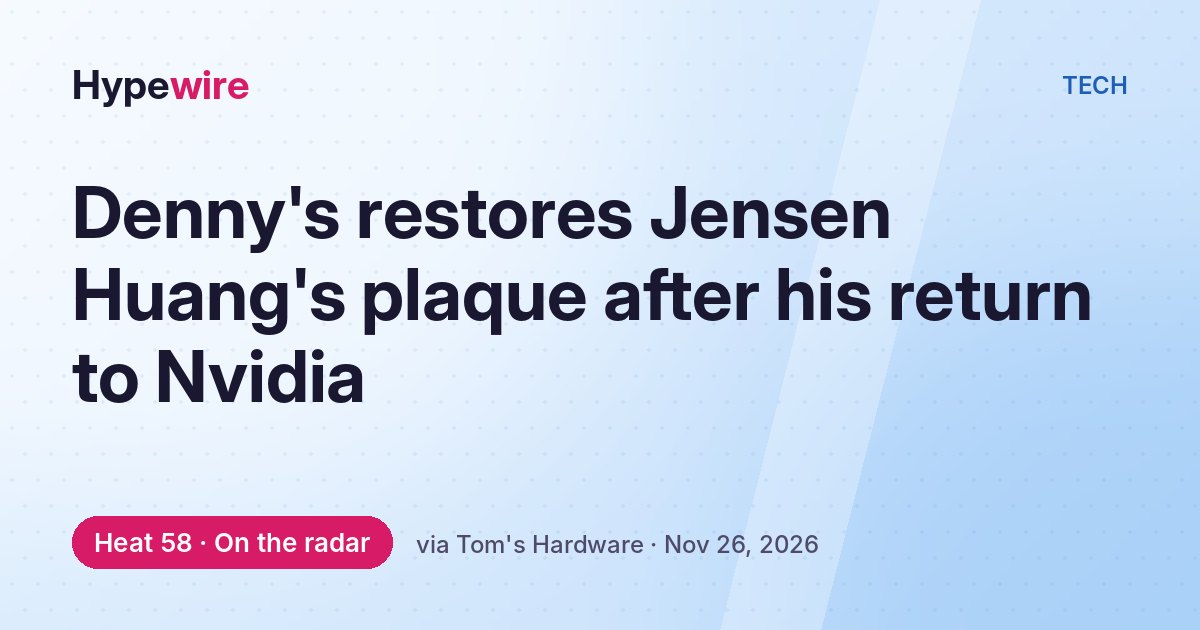 Hypewire
TECH
Denny's restores Jensen
Huang's plaque after his return
to Nvidia
Heat 58 · On the radar
via Tom's Hardware · Nov 26, 2026